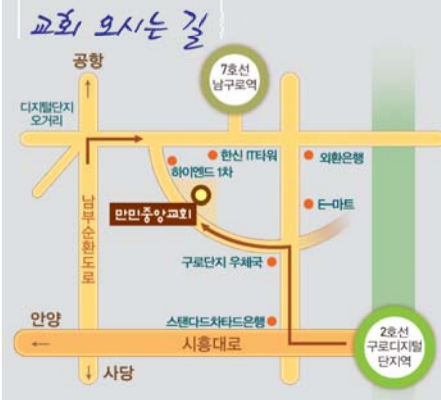 교회 오시는 길
공항
7호선
남구로역
디지털단지
오거리
한신 IT타워
하이엔드 1차
외환은행
E-마트
만민중앙교회
남부순환도로
구로단지 우체국
스탠다드차타드은행
안양
시흥대로
사당
2호선
구로디지털
단지역